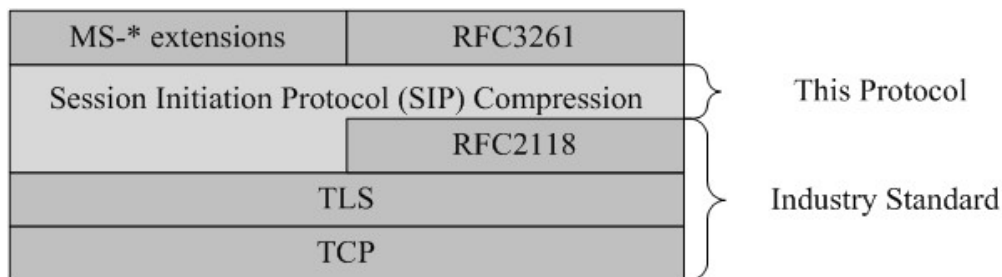 MS-* extensions
RFC3261
Session Initiation Protocol (SIP) Compression
This Protocol
RFC2118
TLS
Industry Standard
TCP